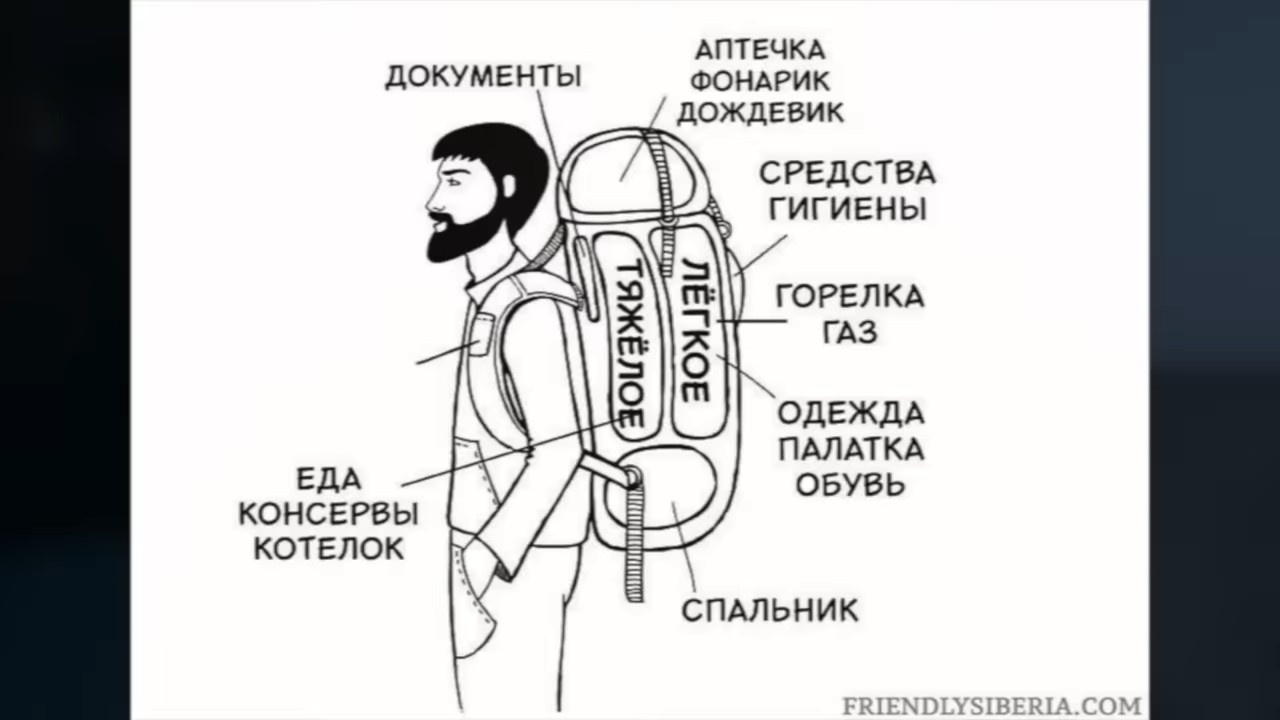 ДОКУМЕНТЫ
АПТЕЧКА
ФОНАРИК
ДОЖДЕВИК
СРЕДСТВА
ГИГИЕНЫ
ТЯЖЁЛОЕ
ЛЁГКОЕ
ГОРЕЛКА
ГАЗ
ОДЕЖДА
ПАЛАТКА
ОБУВЬ
ЕДА
КОНСЕРВЫ
КОТЕЛОК
СПАЛЬНИК
FRIENDLYSIBERIA.COM